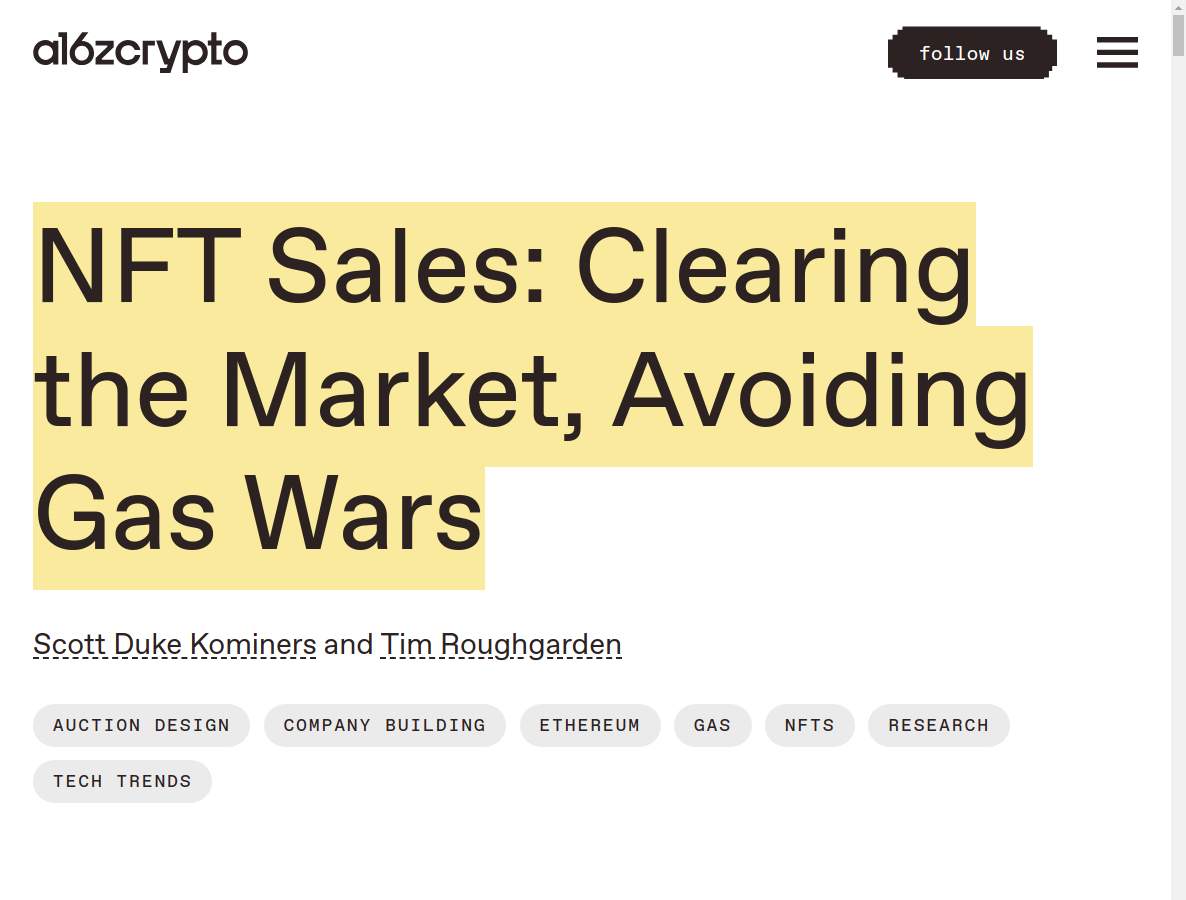 a16zcrypto
follow us
NFT Sales: Clearing
the Market, Avoiding
Gas Wars
Scott Duke Kominers and Tim Roughgarden
AUCTION DESIGN COMPANY BUILDING ETHEREUM GAS NFTS RESEARCH
TECH TRENDS